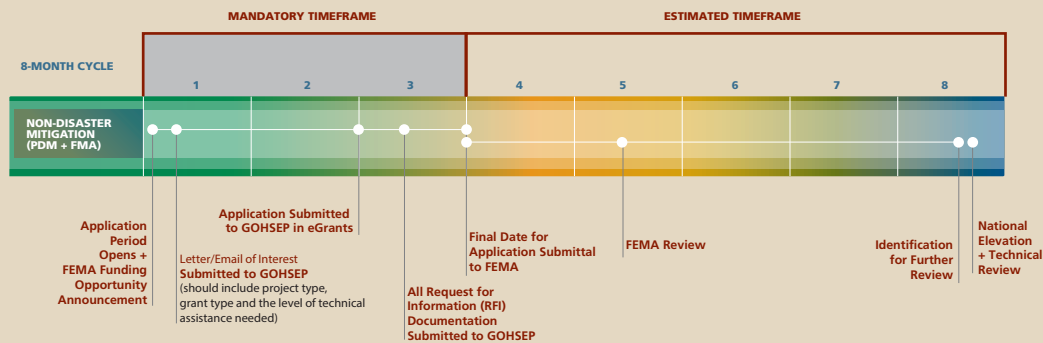 MANDATORY TIMEFRAME
ESTIMATED TIMEFRAME
8-MONTH CYCLE
1
2
3
4
5
6
7
8
NON-DISASTER
MITIGATION
(PDM + FMA)
Application
Period
Opens +
FEMA Funding
Opportunity
Announcement
Letter/Email of Interest
Submitted to GOHSEP
(should include project type,
grant type and the level of technical
assistance needed)
Application Submitted
to GOHSEP in eGrants
All Request for
Information (RFI)
Documentation
Submitted to GOHSEP
Final Date for
Application Submittal
to FEMA
FEMA Review
Identification
for Further
Review
National
Elevation
+ Technical
Review